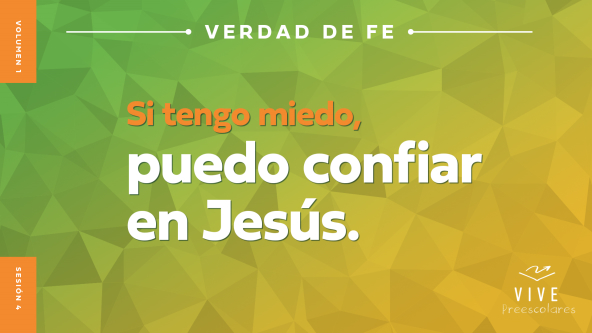 VERDAD DE FE
VOLUMEN 1
Si tengo miedo,
puedo confiar
en Jesús.
SESIÓN 4
VIVE
Preescolares